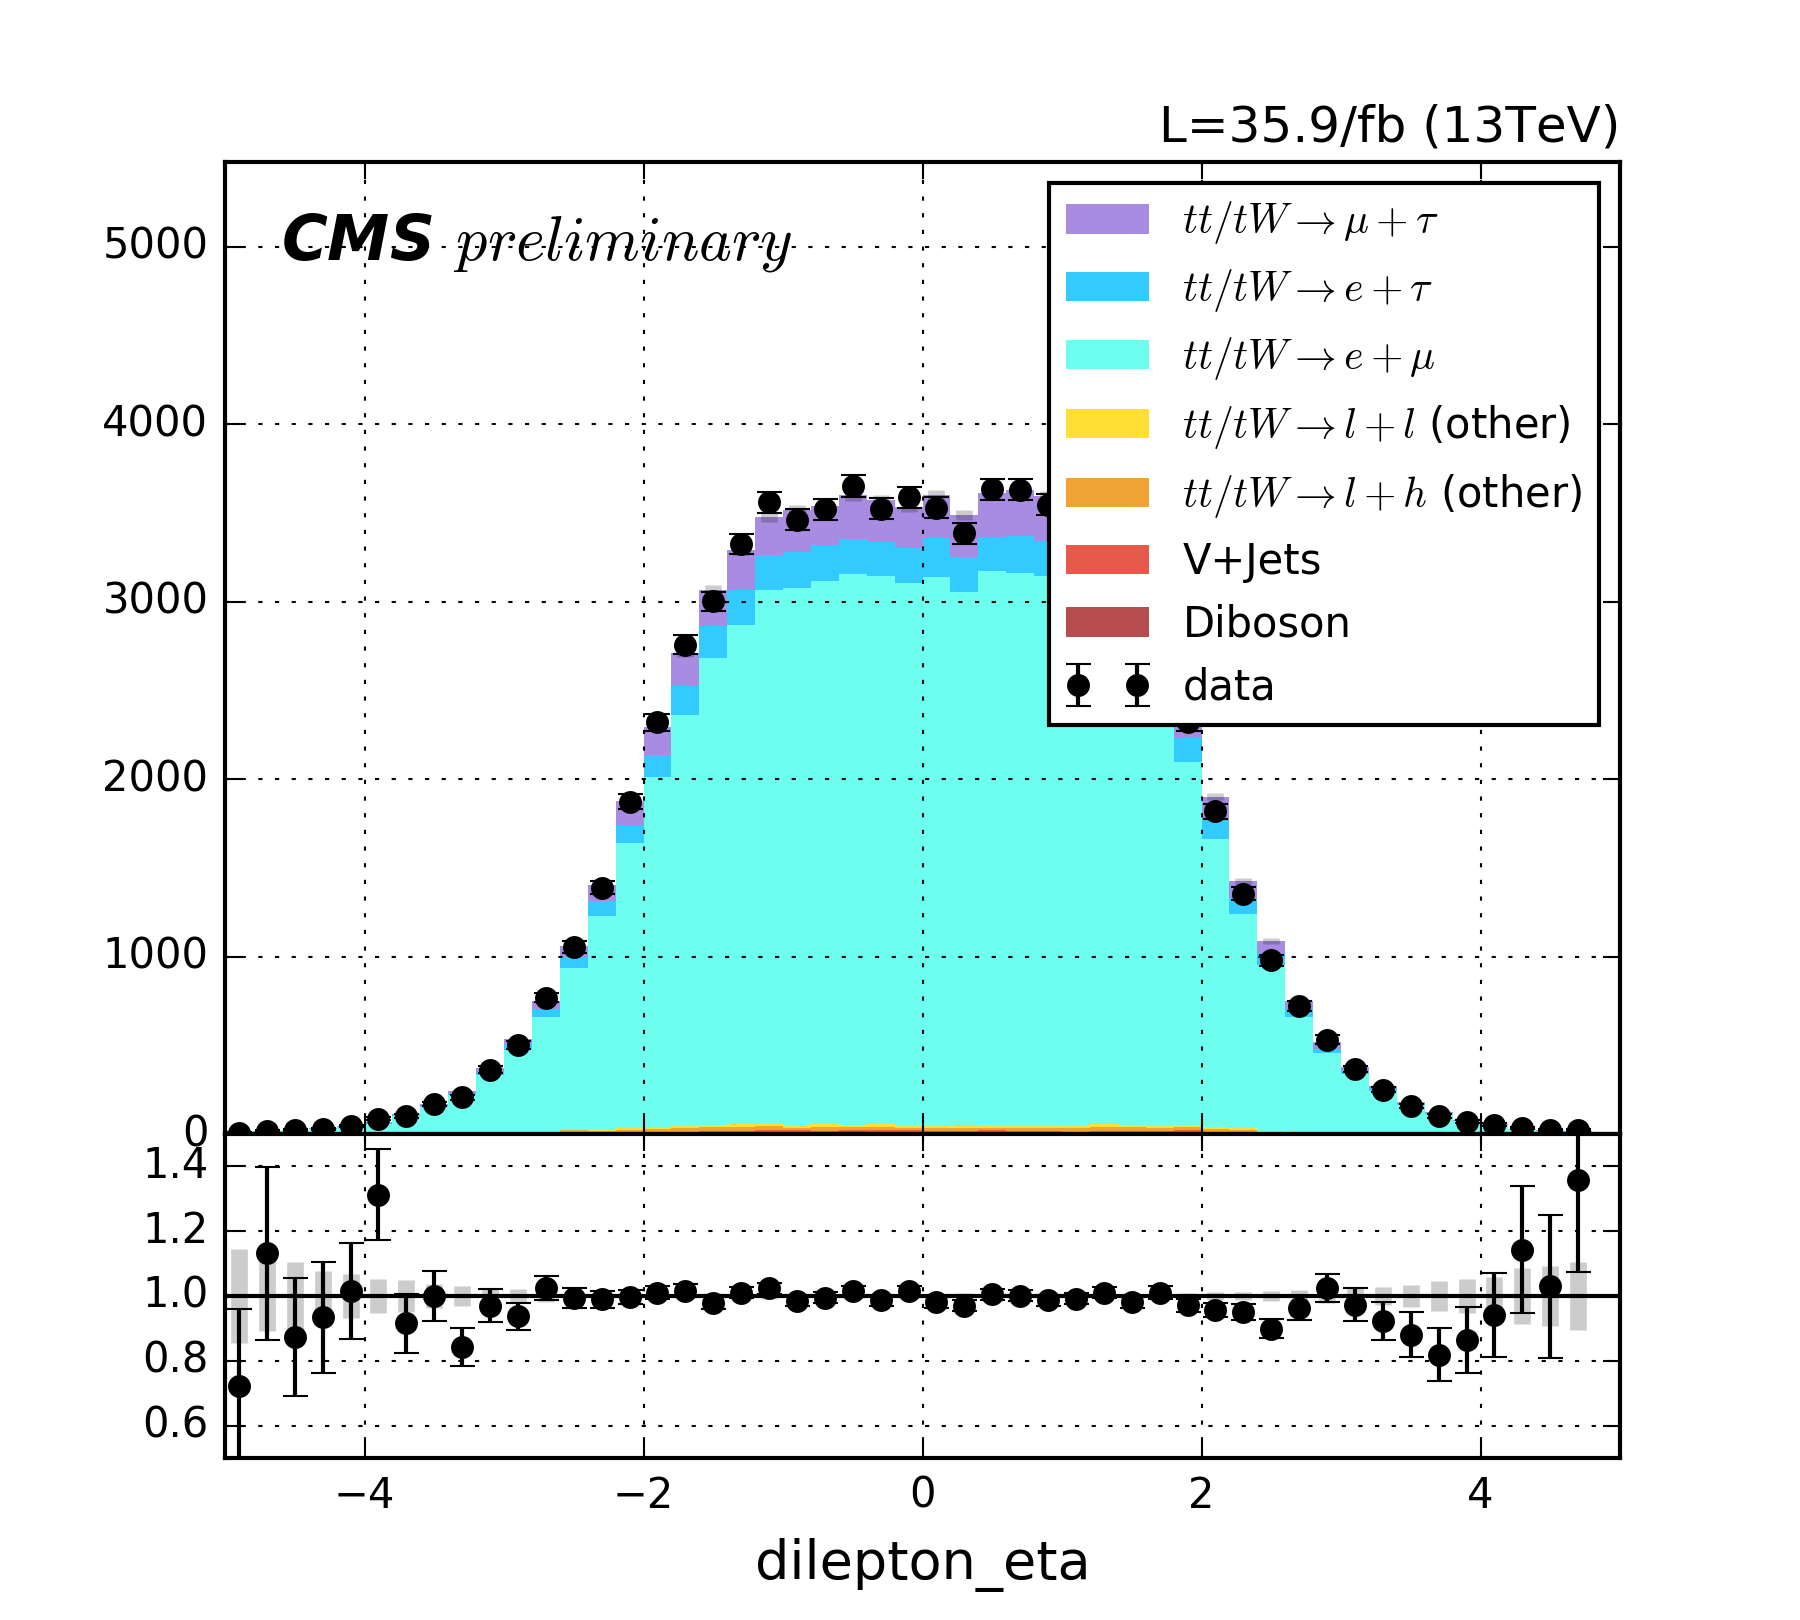 L=35.9/fb (13TeV)
CMS preliminary
5000
4000
3000
2000
1000
0
tt/tW → μ + τ
tt/tW → e + τ
tt/tW → e + μ
tt/tW → l + l (other)
tt/tW → l + h (other)
V+Jets
Diboson
data
1.4
1.2
1.0
0.8
0.6
−4 −2 0 2 4
dilepton_eta